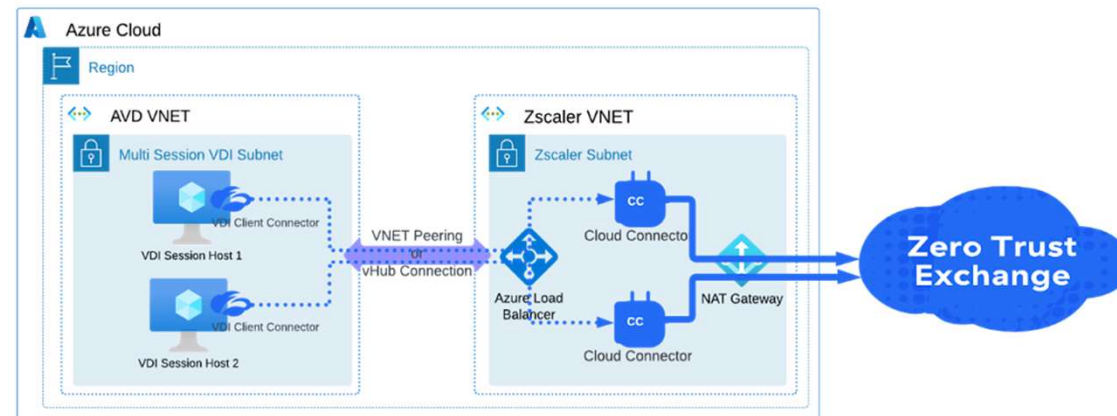 Azure Cloud
Region
AVD VNET
Multi Session VDI Subnet
VDI Client Connector
VDI Session Host 1
VDI Client Connector
VDI Session Host 2
VNET Peering
or
vHub Connection
Zscaler VNET
Zscaler Subnet
CC
Cloud Connecto
Azure Load
Balancer
NAT Gateway
CC
Cloud Connector
Zero Trust
Exchange